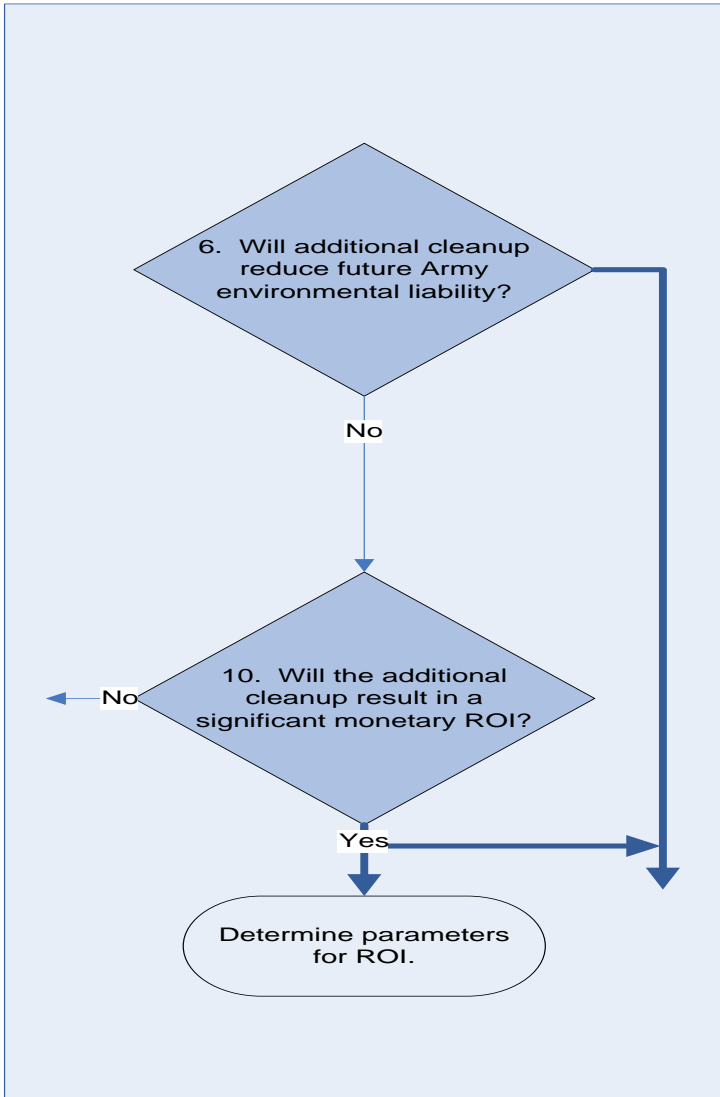 6.  Will additional cleanup
reduce future Army
environmental liability?
No
10.  Will the additional
cleanup result in a
significant monetary ROI?
No
Yes
Determine parameters
for ROI.